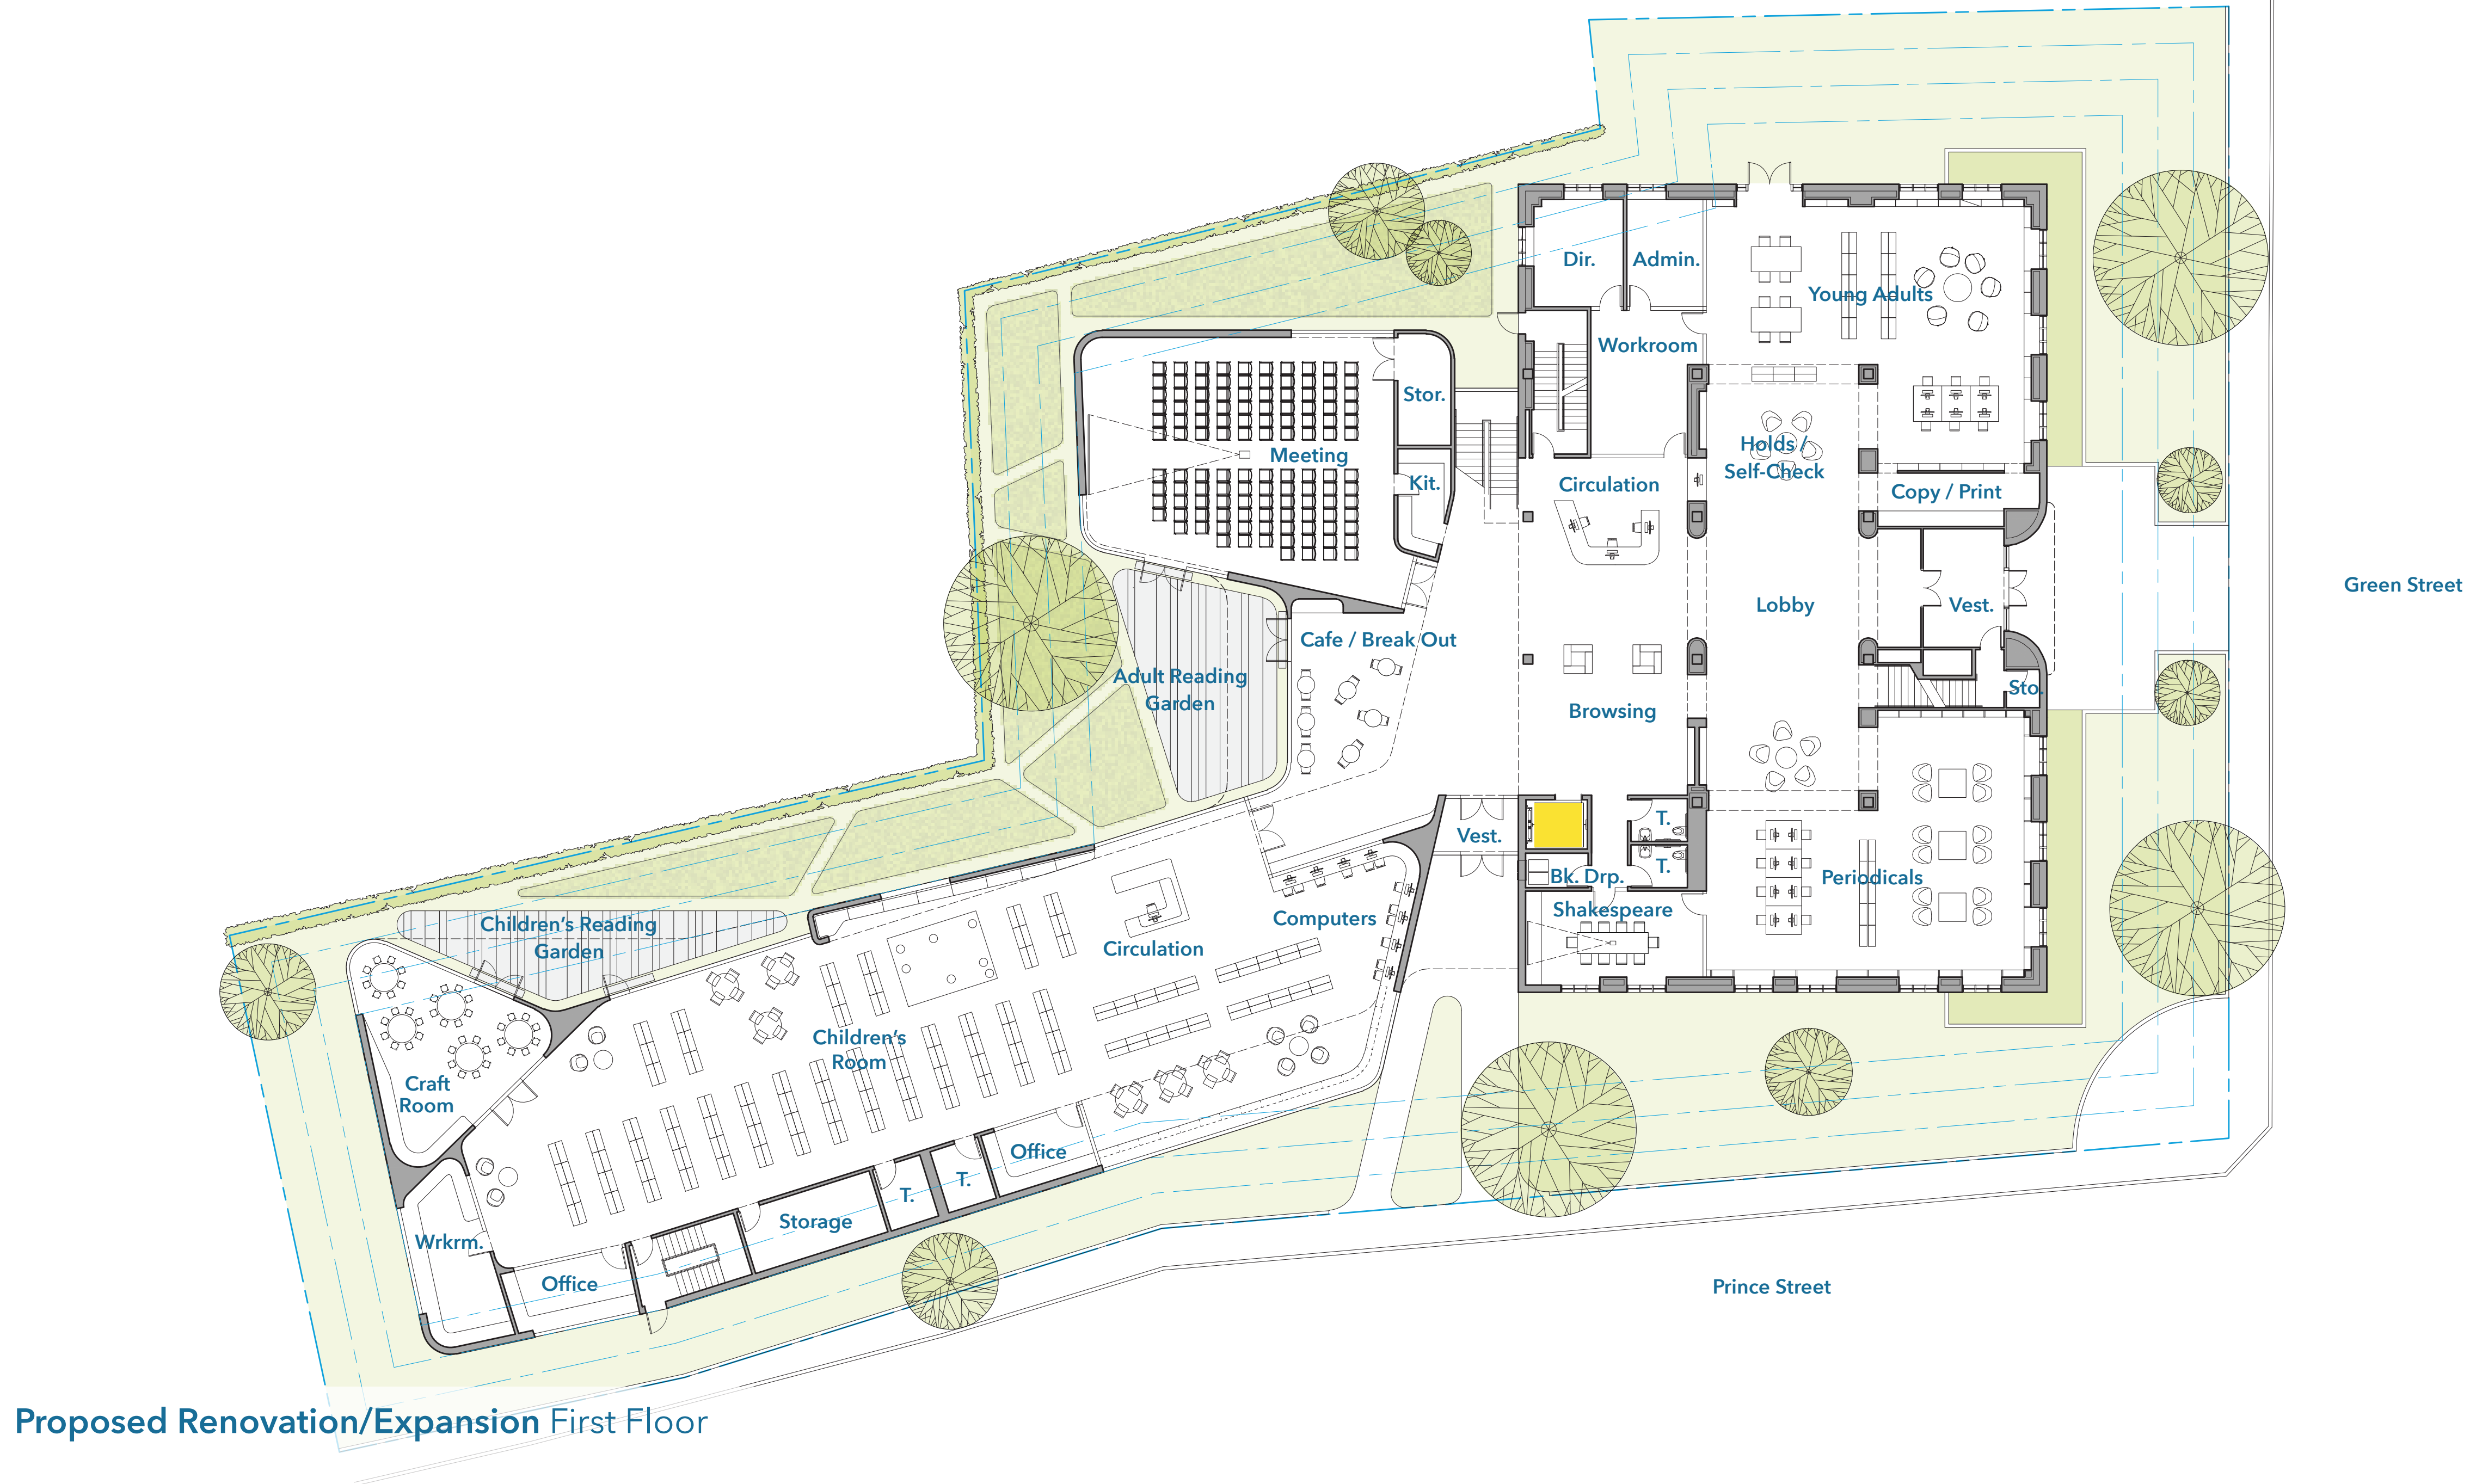 Dir.
Admin.
Young Adults
Workroom
Stor.
Meeting
Holds /
Self-Check
Kit.
Circulation
Copy / Print
Green Street
Lobby
Vest.
Cafe / Break Out
Adult Reading
Garden
Sto.
Browsing
T.
Vest.
T.
Bk. Drp.
Periodicals
Shakespeare
Computers
Children's Reading
Garden
Circulation
Children's
Room
Craft
Room
Office
T.
T.
Storage
Wrkrm.
Office
Prince Street
Proposed Renovation/Expansion First Floor